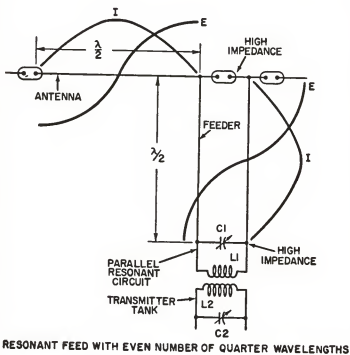 I
E
λ
2
HIGH
IMPEDANCE
ANTENNA
E
FEEDER
λ/2
I
C1
L1
PARALLEL
RESONANT
CIRCUIT
HIGH
IMPEDANCE
TRANSMITTER
TANK
L2
C2
RESONANT FEED WITH EVEN NUMBER OF QUARTER WAVELENGTHS